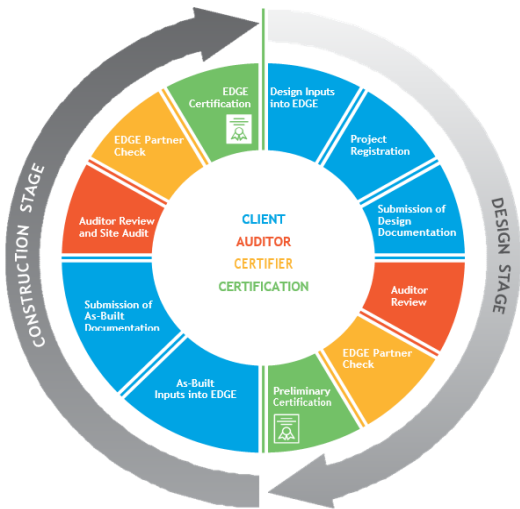 Design Inputs
into EDGE
Project
Registration
Submission of
Design
Documentation
Auditor
Review
EDGE Partner
Check
Preliminary
Certification
As-Built
Inputs into EDGE
Submission of
As-Built
Documentation
Auditor Review
and Site Audit
EDGE Partner
Check
EDGE
Certification
CLIENT
AUDITOR
CERTIFIER
CERTIFICATION
DESIGN STAGE
CONSTRUCTION STAGE